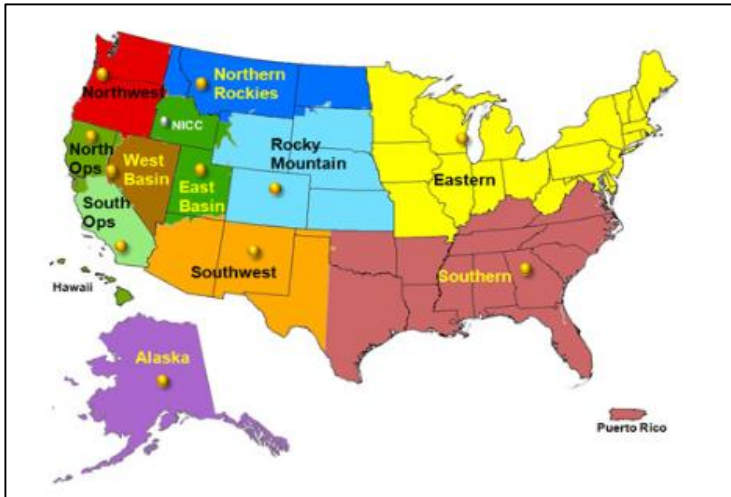 Northern
Rockies
Northwest
NICC
North
Ops
West
Basin
East
Basin
Rocky
Mountain
Eastern
South
Ops
Southwest
Southern
Hawaii
Alaska
Puerto Rico